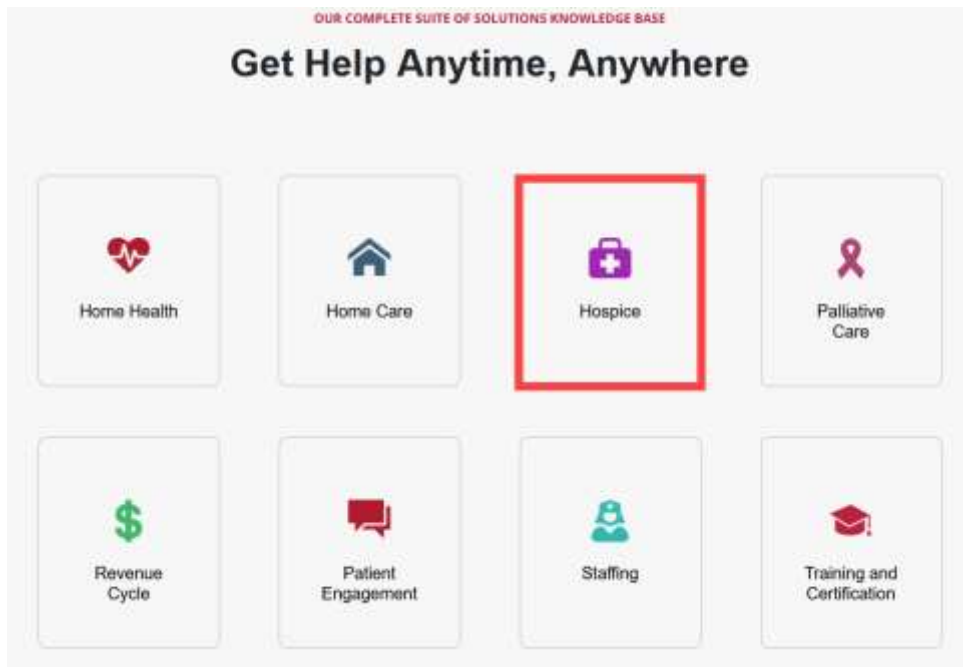 OUR COMPLETE SUITE OF SOLUTIONS KNOWLEDGE BASE
Get Help Anytime, Anywhere
Home Health
Home Care
Hospice
Palliative
Care
Revenue
Cycle
Patient
Engagement
Staffing
Training and
Certification